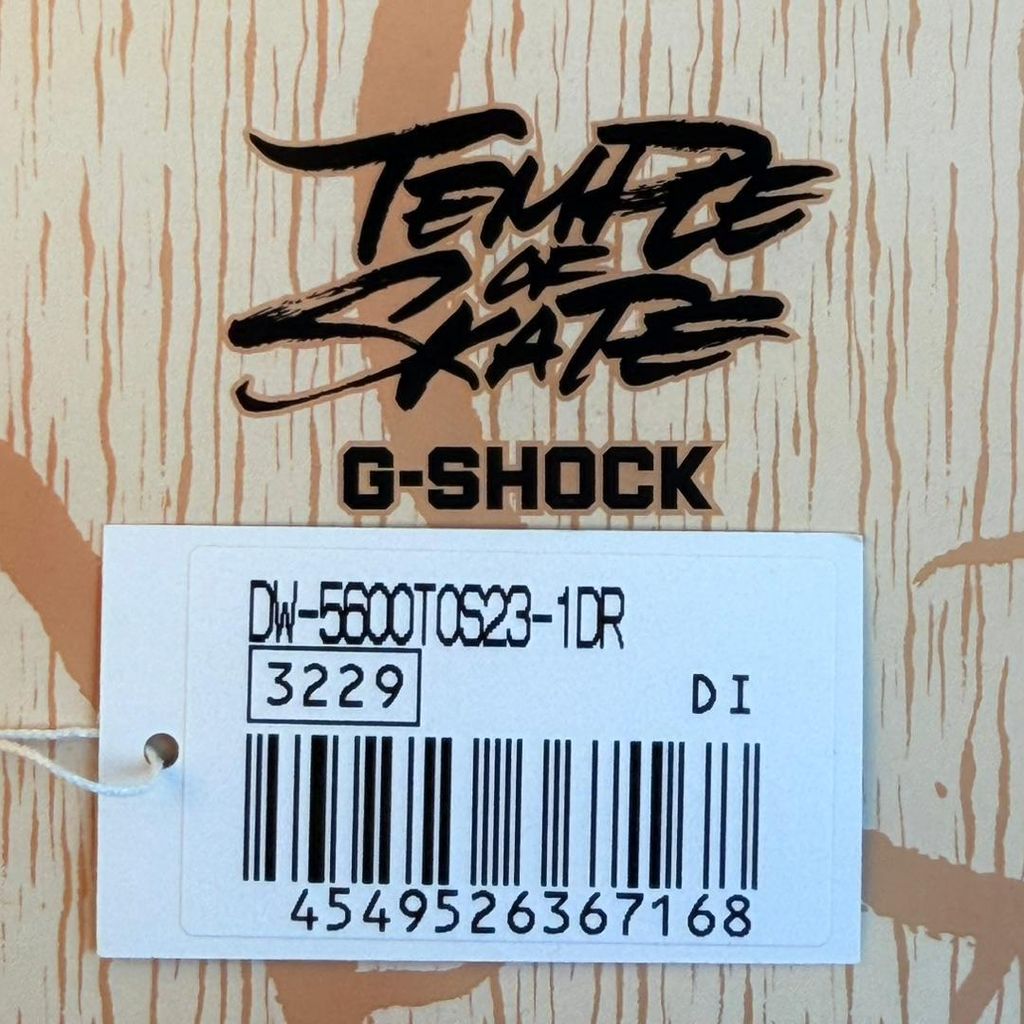 TEMPLE
OF
SKATE
G-SHOCK
DW-5600TOS23-1DR
3229 DI
4549526367168